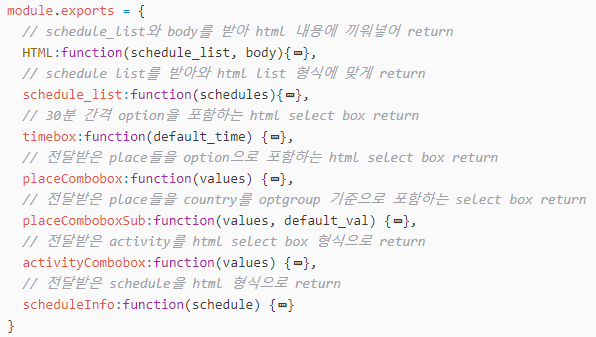 module.exports = {
// schedule_list와 body를 받아 html 내용에 끼워넣어 return
HTML:function(schedule_list, body){⋯},
// schedule list를 받아와 html list 형식에 맞게 return
schedule_list:function(schedules){⋯},
// 30분 간격 option을 포함하는 html select box return
timebox:function(default_time) {⋯},
// 전달받은 place들을 option으로 포함하는 html select box return
placeCombobox:function(values) {⋯},
// 전달받은 place들을 country를 optgroup 기준으로 포함하는 select box return
placeComboboxSub:function(values, default_val) {⋯},
// 전달받은 activity를 html select box 형식으로 return
activityCombobox:function(values) {⋯},
// 전달받은 schedule을 html 형식으로 return
scheduleInfo:function(schedule) {⋯}
}